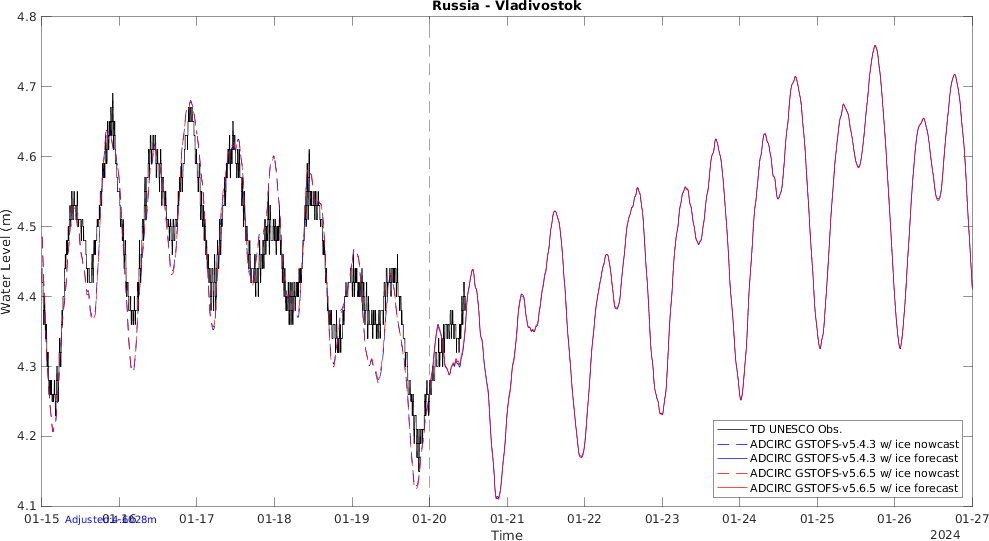 Russia - Vladivostok
4.8
4.7
4.6
4.5
4.4
4.3
4.2
4.1
Water Level (m)
TD UNESCO Obs.
ADCIRC GSTOFS-v5.4.3 w/ ice nowcast
ADCIRC GSTOFS-v5.4.3 w/ ice forecast
ADCIRC GSTOFS-v5.6.5 w/ ice nowcast
ADCIRC GSTOFS-v5.6.5 w/ ice forecast
01-15 01-16 01-17 01-18 01-19 01-20 01-21 01-22 01-23 01-24 01-25 01-26 01-27
Adjusted
Time
2024